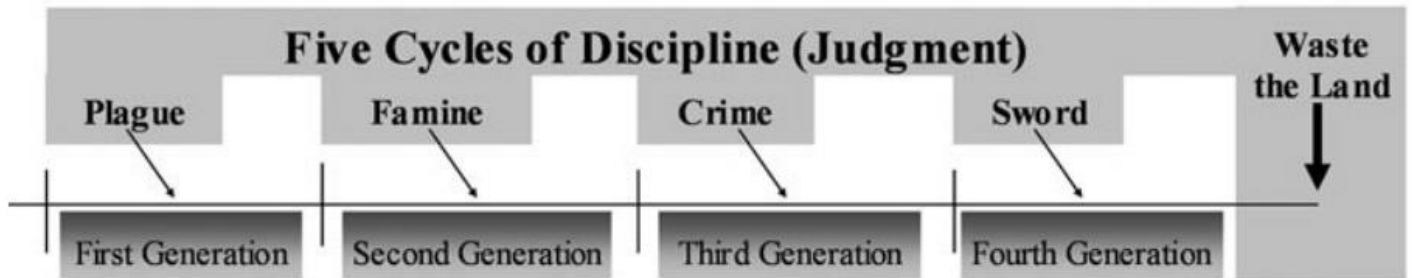 Five Cycles of Discipline (Judgment)
Waste
the Land
Plague
Famine
Crime
Sword
First Generation
Second Generation
Third Generation
Fourth Generation